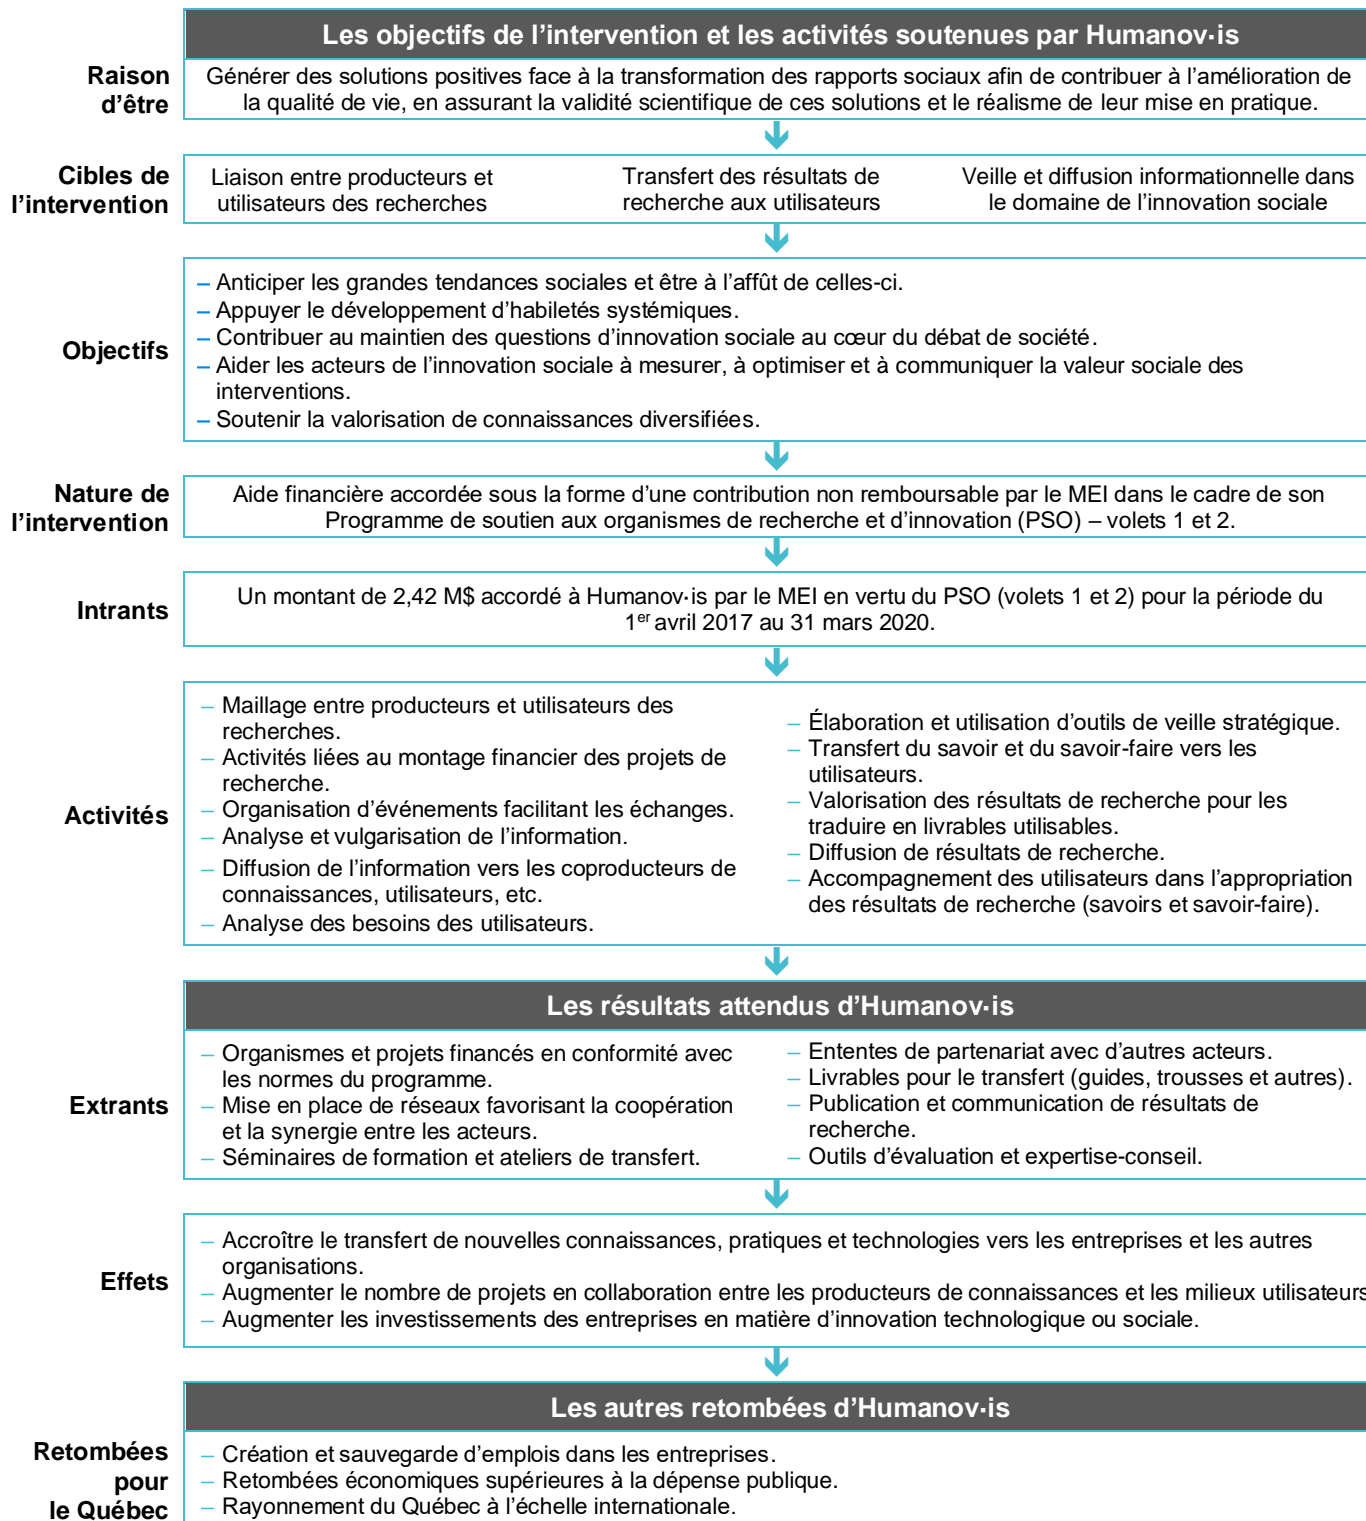 Les objectifs de l’intervention et les activités soutenues par Humanov·is
Raison
d’être
Générer des solutions positives face à la transformation des rapports sociaux afin de contribuer à l’amélioration de
la qualité de vie, en assurant la validité scientifique de ces solutions et le réalisme de leur mise en pratique.
Cibles de
l’intervention
Liaison entre producteurs et
utilisateurs des recherches
Transfert des résultats de
recherche aux utilisateurs
Veille et diffusion informationnelle dans
le domaine de l’innovation sociale
Objectifs
– Anticiper les grandes tendances sociales et être à l’affût de celles-ci.
– Appuyer le développement d’habiletés systémiques.
– Contribuer au maintien des questions d’innovation sociale au cœur du débat de société.
– Aider les acteurs de l’innovation sociale à mesurer, à optimiser et à communiquer la valeur sociale des
interventions.
– Soutenir la valorisation de connaissances diversifiées.
Nature de
l’intervention
Aide financière accordée sous la forme d’une contribution non remboursable par le MEI dans le cadre de son
Programme de soutien aux organismes de recherche et d’innovation (PSO) – volets 1 et 2.
Intrants
Un montant de 2,42 M$ accordé à Humanov·is par le MEI en vertu du PSO (volets 1 et 2) pour la période du
1er avril 2017 au 31 mars 2020.
Activités
– Maillage entre producteurs et utilisateurs des
recherches.
– Activités liées au montage financier des projets de
recherche.
– Organisation d’événements facilitant les échanges.
– Analyse et vulgarisation de l’information.
– Diffusion de l’information vers les coproducteurs de
connaissances, utilisateurs, etc.
– Analyse des besoins des utilisateurs.
– Élaboration et utilisation d’outils de veille stratégique.
– Transfert du savoir et du savoir-faire vers les
utilisateurs.
– Valorisation des résultats de recherche pour les
traduire en livrables utilisables.
– Diffusion de résultats de recherche.
– Accompagnement des utilisateurs dans l’appropriation
des résultats de recherche (savoirs et savoir-faire).
Les résultats attendus d’Humanov·is
Extrants
– Organismes et projets financés en conformité avec
les normes du programme.
– Mise en place de réseaux favorisant la coopération
et la synergie entre les acteurs.
– Séminaires de formation et ateliers de transfert.
– Ententes de partenariat avec d’autres acteurs.
– Livrables pour le transfert (guides, trousses et autres).
– Publication et communication de résultats de
recherche.
– Outils d’évaluation et expertise-conseil.
Effets
– Accroître le transfert de nouvelles connaissances, pratiques et technologies vers les entreprises et les autres
organisations.
– Augmenter le nombre de projets en collaboration entre les producteurs de connaissances et les milieux utilisateurs
– Augmenter les investissements des entreprises en matière d’innovation technologique ou sociale.
Les autres retombées d’Humanov·is
Retombées
pour
le Québec
– Création et sauvegarde d’emplois dans les entreprises.
– Retombées économiques supérieures à la dépense publique.
– Rayonnement du Québec à l’échelle internationale.